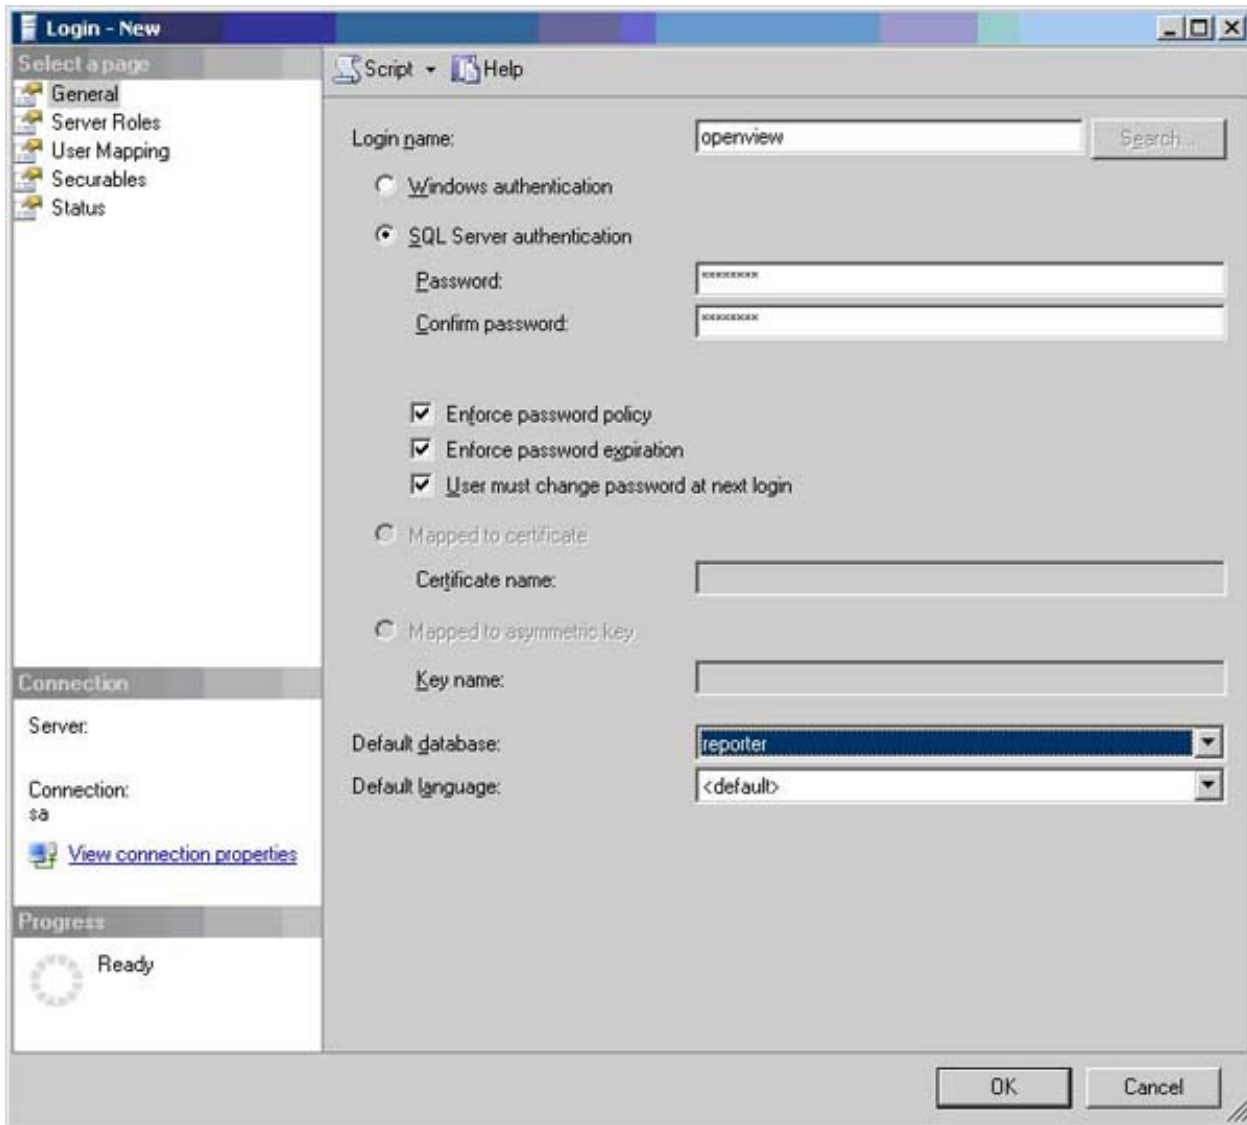 Login - New
Select a page
General
Server Roles
User Mapping
Securables
Status
Script Help
Login name: openview Search...
Windows authentication
SQL Server authentication
Password: ********
Confirm password: ********
Enforce password policy
Enforce password expiration
User must change password at next login
Mapped to certificate
Certificate name:
Mapped to asymmetric key
Key name:
Default database: reporter
Default language: <default>
Connection
Server:
Connection:
sa
View connection properties
Progress
Ready
OK Cancel